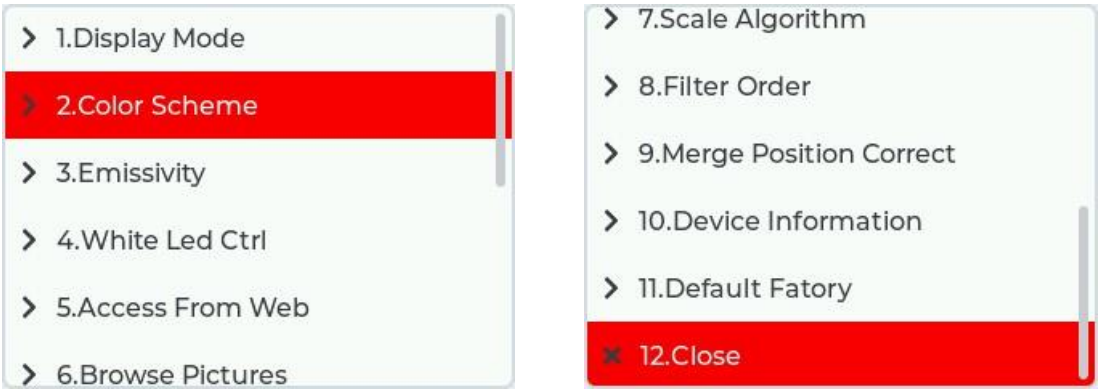 1.Display Mode
2.Color Scheme
3.Emissivity
4.White Led Ctrl
5.Access From Web
6.Browse Pictures
7.Scale Algorithm
8.Filter Order
9.Merge Position Correct
10.Device Information
11.Default Fatory
12.Close